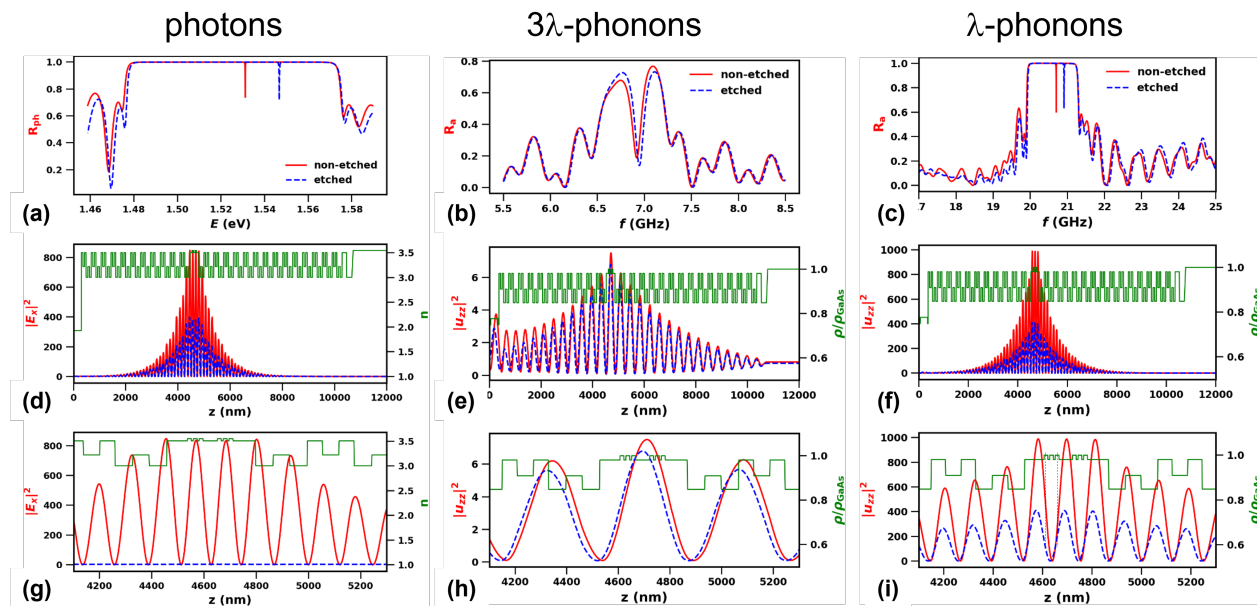 photons 3λ-phonons λ-phonons
1.0
0.8
0.6
0.4
0.2
R_ph
non-etched
etched
(a)
1.46 1.48 1.50 1.52 1.54 1.56 1.58
E (eV)
0.8
0.6
0.4
0.2
0.0
R_a
non-etched
etched
(b)
5.5 6.0 6.5 7.0 7.5 8.0 8.5
f (GHz)
1.0
0.8
0.6
0.4
0.2
0.0
R_a
non-etched
etched
(c)
17 18 19 20 21 22 23 24 25
f (GHz)
800
600
400
200
0
|E_x|²
3.5
3.0
2.5
2.0
1.5
1.0
n
(d)
0 2000 4000 6000 8000 10000 12000
z (nm)
6
4
2
0
|u_zz|²
1.0
0.8
0.6
ρ/ρ_GaAs
(e)
0 2000 4000 6000 8000 10000 12000
z (nm)
1000
800
600
400
200
0
|u_zz|²
1.0
0.8
0.6
ρ/ρ_GaAs
(f)
0 2000 4000 6000 8000 10000 12000
z (nm)
800
600
400
200
0
|E_x|²
3.5
3.0
2.5
2.0
1.5
1.0
n
(g)
4200 4400 4600 4800 5000 5200
z (nm)
6
4
2
0
|u_zz|²
1.0
0.8
0.6
ρ/ρ_GaAs
(h)
4200 4400 4600 4800 5000 5200
z (nm)
1000
800
600
400
200
0
|u_zz|²
1.0
0.8
0.6
ρ/ρ_GaAs
(i)
4200 4400 4600 4800 5000 5200
z (nm)